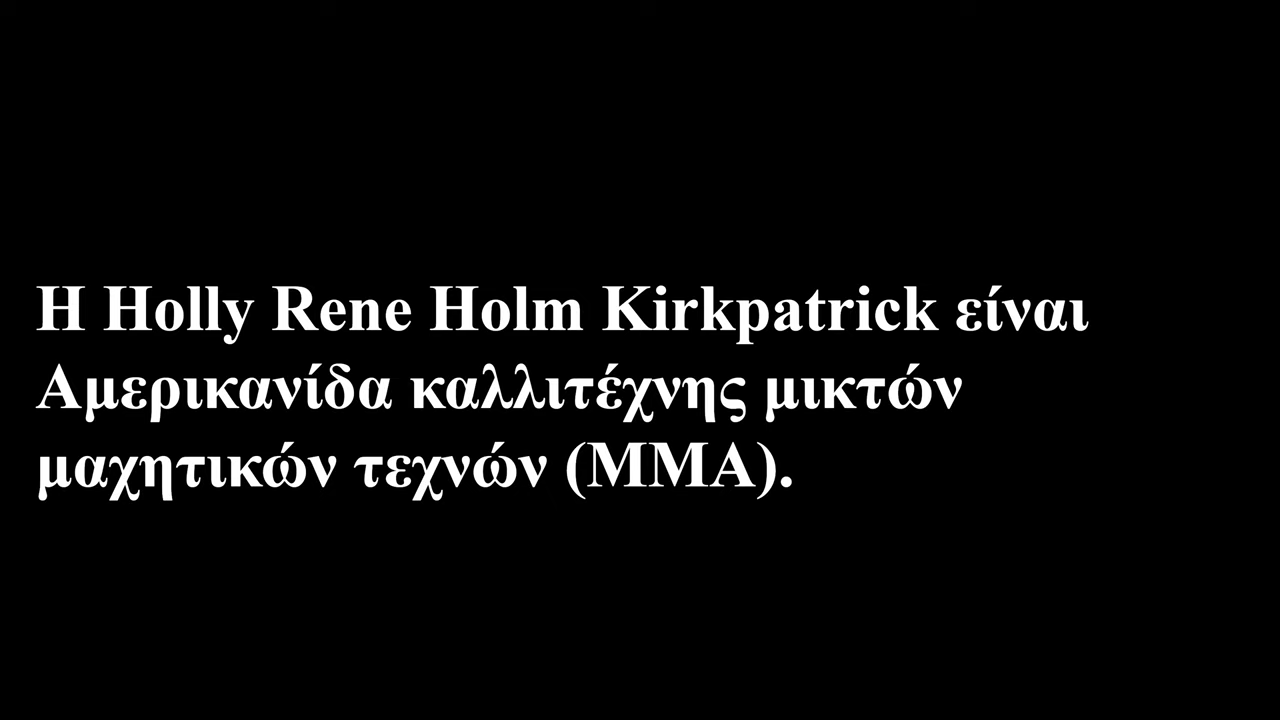 Η Holly Rene Holm Kirkpatrick είναι
Αμερικανίδα καλλιτέχνης μικτών
μαχητικών τεχνών (MMA).